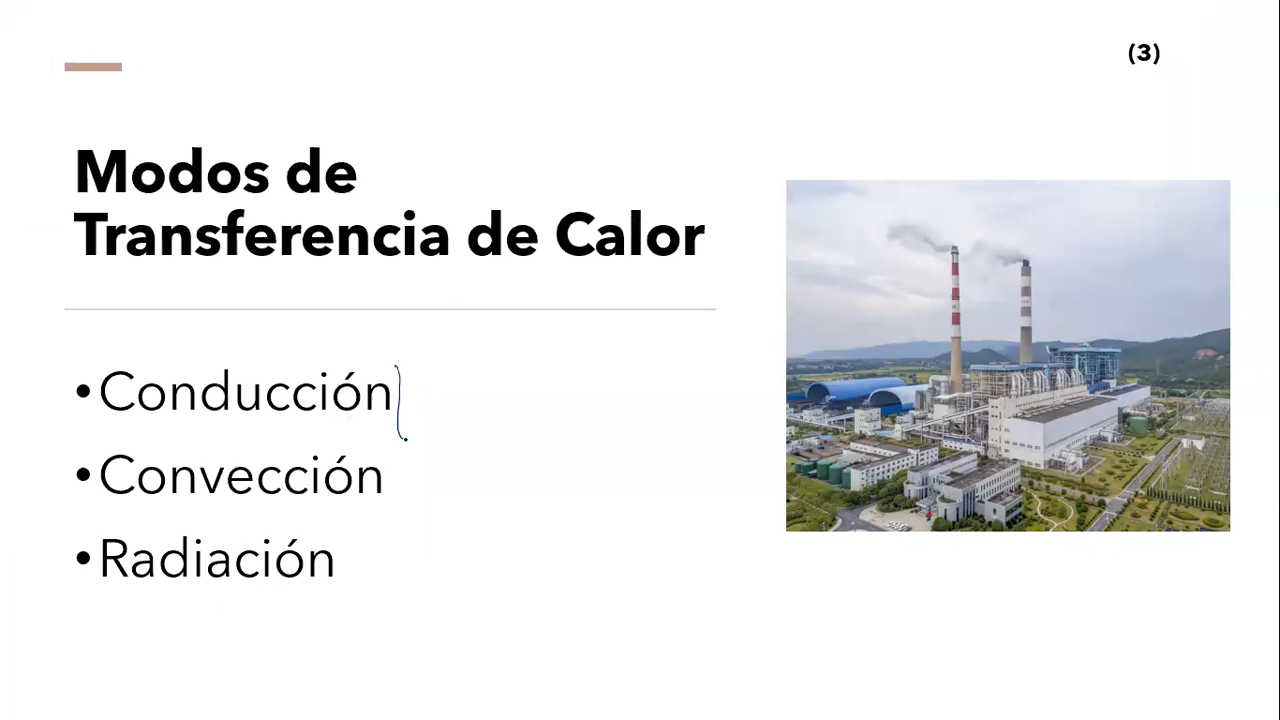 (3)
Modos de
Transferencia de Calor
•Conducción
•Convección
•Radiación